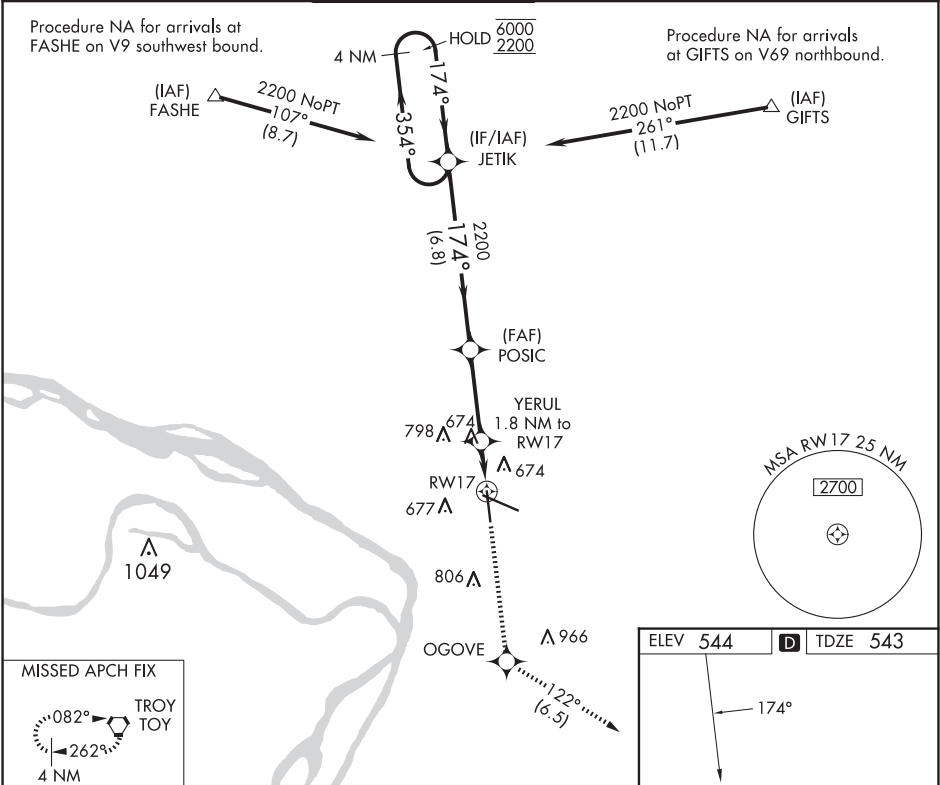 Procedure NA for arrivals at
FASHE on V9 southwest bound.
HOLD
6000
2200
4 NM
Procedure NA for arrivals
at GIFTS on V69 northbound.
(IAF)
FASHE
2200 NoPT
107°
(8.7)
174°
354°
(IF/IAF)
JETIK
2200 NoPT
261°
(11.7)
(IAF)
GIFTS
2200
174°
(6.8)
(FAF)
POSIC
YERUL
1.8 NM to
RW17
798
674
674
RW17
677
MSA RW17 25 NM
2700
1049
806
OGOVE
966
122°
(6.5)
MISSED APCH FIX
082°
TROY
TOY
262°
4 NM
ELEV 544 D TDZE 543
174°